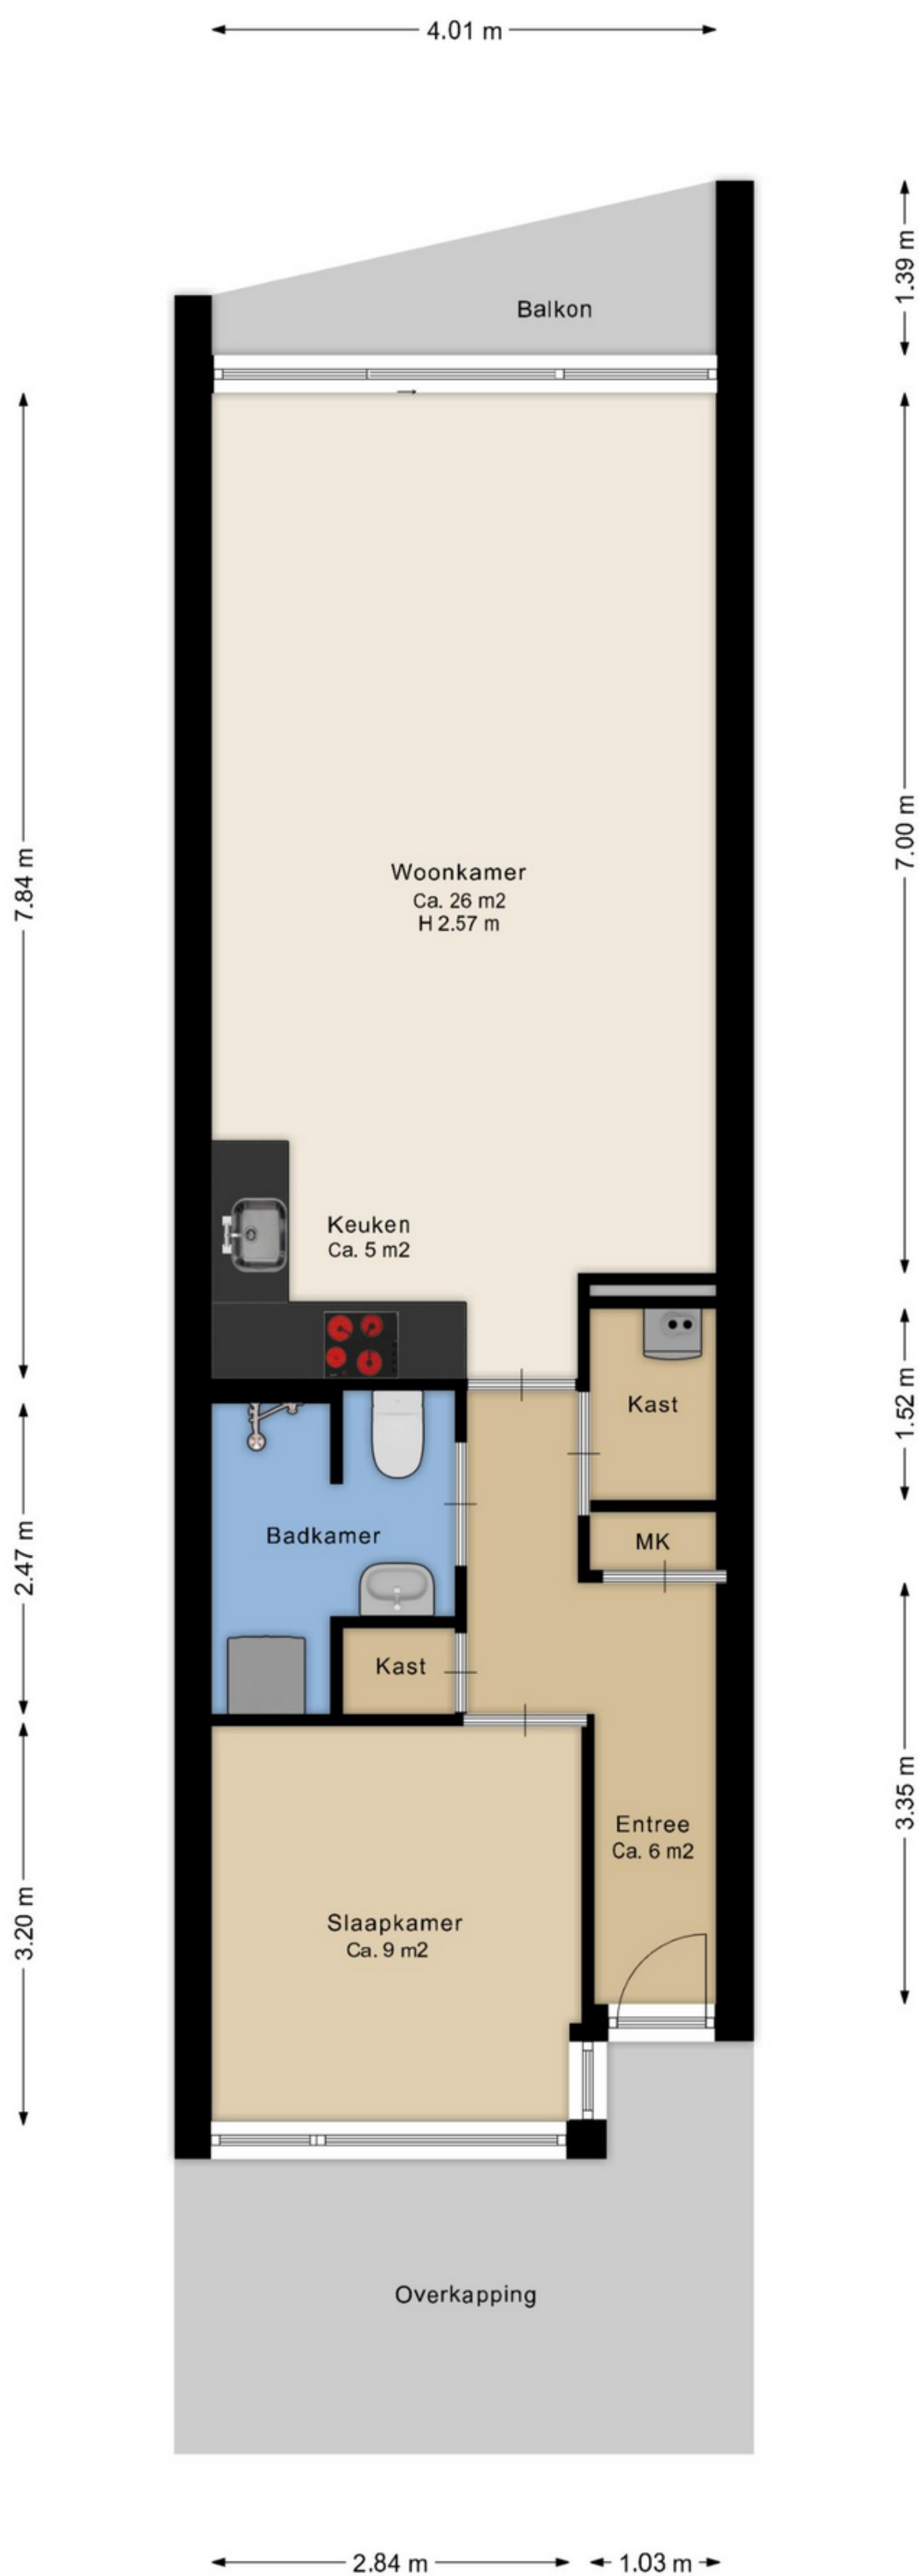 4.01 m
1.39 m
Balkon
7.84 m
7.00 m
Woonkamer
Ca. 26 m2
H 2.57 m
Keuken
Ca. 5 m2
Kast
1.52 m
Badkamer
2.47 m
MK
Kast
Entree
Ca. 6 m2
3.35 m
Slaapkamer
Ca. 9 m2
3.20 m
Overkapping
2.84 m
1.03 m